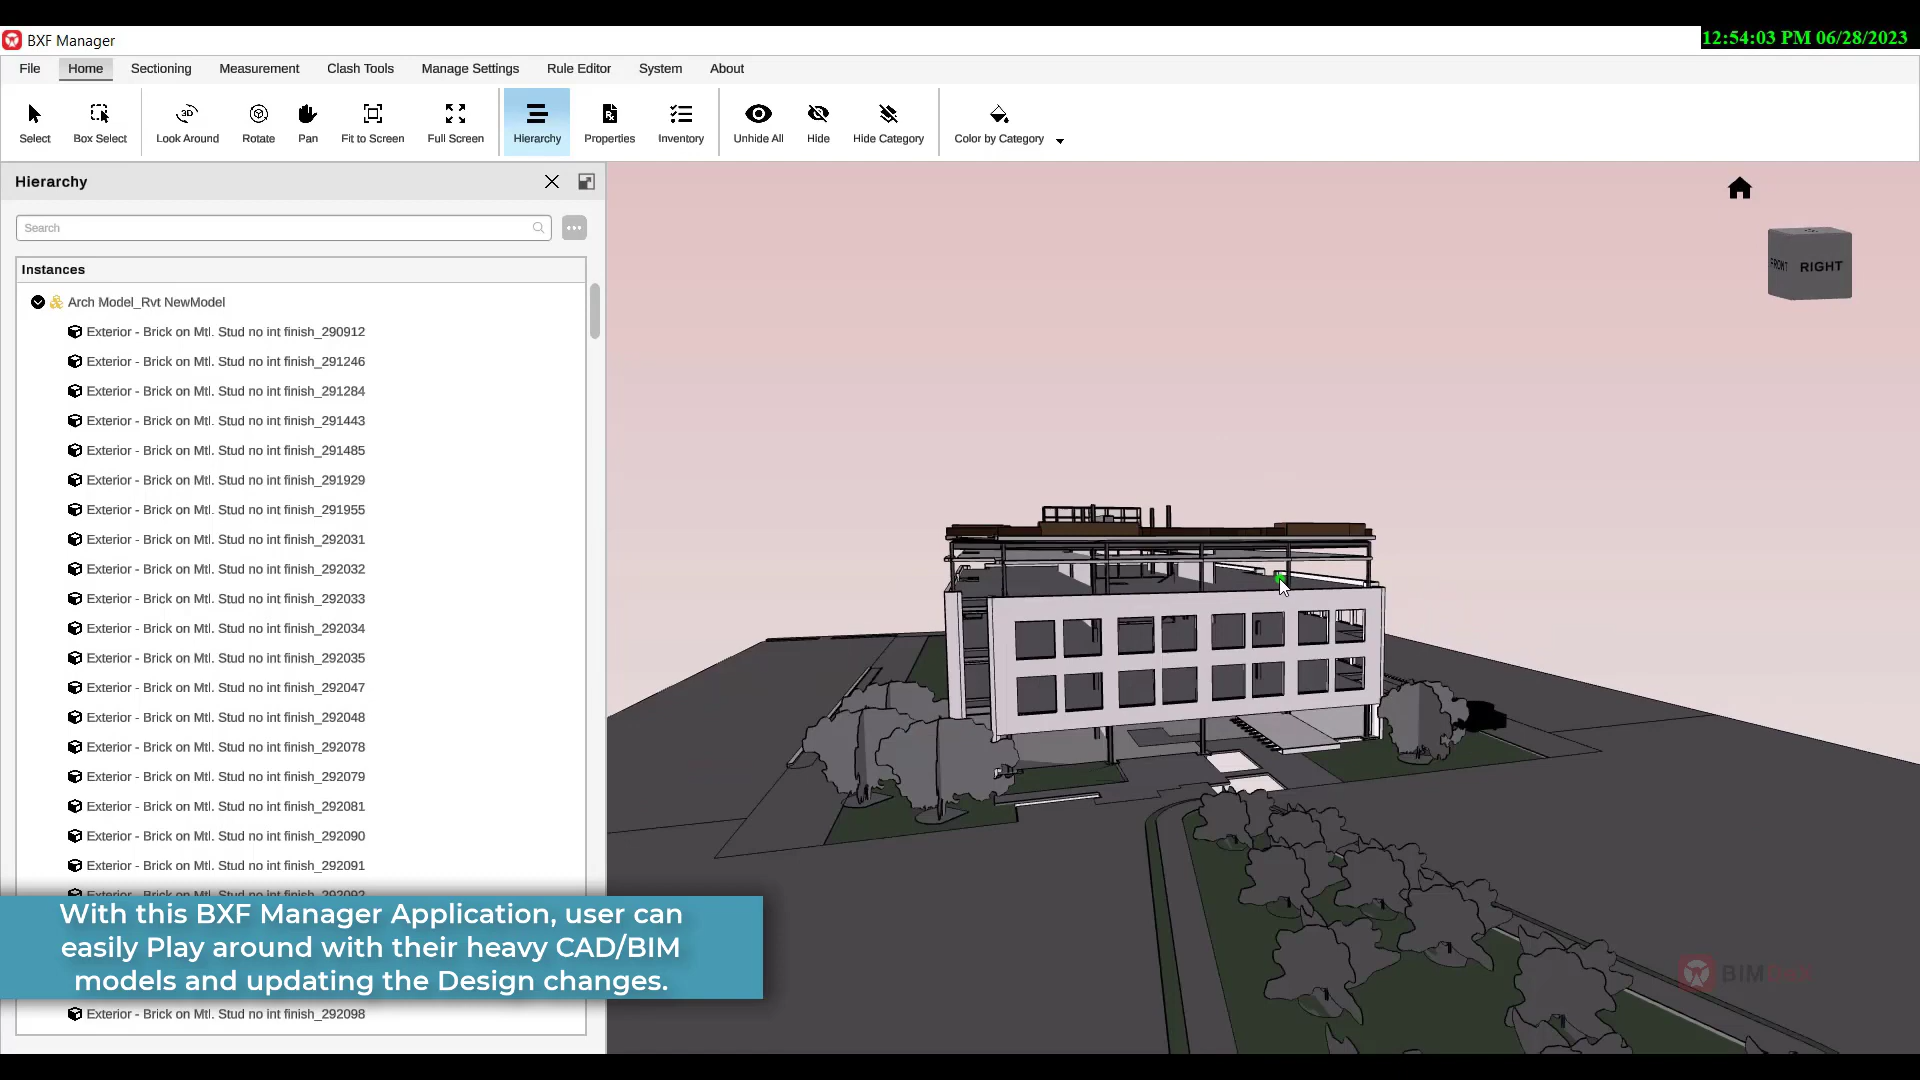 BXF Manager
12:54:03 PM 06/28/2023
File Home Sectioning Measurement Clash Tools Manage Settings Rule Editor System About
Select Box Select Look Around Rotate Pan Fit to Screen Full Screen Hierarchy Properties Inventory Unhide All Hide Hide Category Color by Category
Hierarchy
Search
Instances
Arch Model_Rvt NewModel
Exterior - Brick on Mtl. Stud no int finish_290912
Exterior - Brick on Mtl. Stud no int finish_291246
Exterior - Brick on Mtl. Stud no int finish_291284
Exterior - Brick on Mtl. Stud no int finish_291443
Exterior - Brick on Mtl. Stud no int finish_291485
Exterior - Brick on Mtl. Stud no int finish_291929
Exterior - Brick on Mtl. Stud no int finish_291955
Exterior - Brick on Mtl. Stud no int finish_292031
Exterior - Brick on Mtl. Stud no int finish_292032
Exterior - Brick on Mtl. Stud no int finish_292033
Exterior - Brick on Mtl. Stud no int finish_292034
Exterior - Brick on Mtl. Stud no int finish_292035
Exterior - Brick on Mtl. Stud no int finish_292047
Exterior - Brick on Mtl. Stud no int finish_292048
Exterior - Brick on Mtl. Stud no int finish_292078
Exterior - Brick on Mtl. Stud no int finish_292079
Exterior - Brick on Mtl. Stud no int finish_292081
Exterior - Brick on Mtl. Stud no int finish_292090
Exterior - Brick on Mtl. Stud no int finish_292091
Exterior - Brick on Mtl. Stud no int finish_292092
With this BXF Manager Application, user can
easily Play around with their heavy CAD/BIM
models and updating the Design changes.
Exterior - Brick on Mtl. Stud no int finish_292098
FRONT RIGHT
BIM